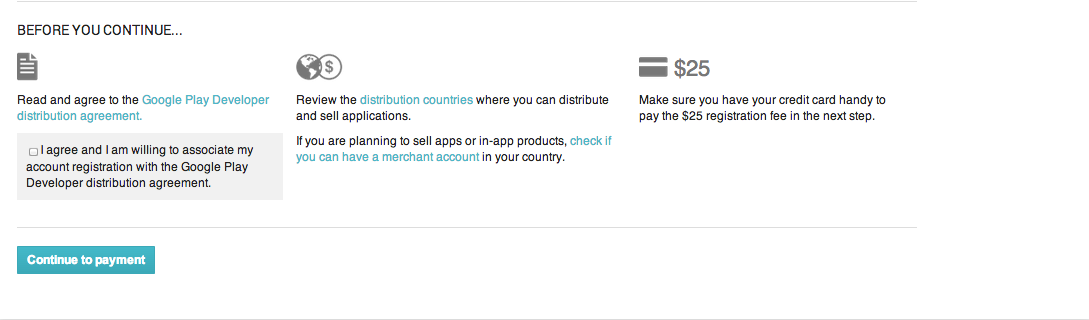 BEFORE YOU CONTINUE...
$
$25
Read and agree to the Google Play Developer
distribution agreement.
I agree and I am willing to associate my
account registration with the Google Play
Developer distribution agreement.
Review the distribution countries where you can distribute
and sell applications.
If you are planning to sell apps or in-app products, check if
you can have a merchant account in your country.
Make sure you have your credit card handy to
pay the $25 registration fee in the next step.
Continue to payment